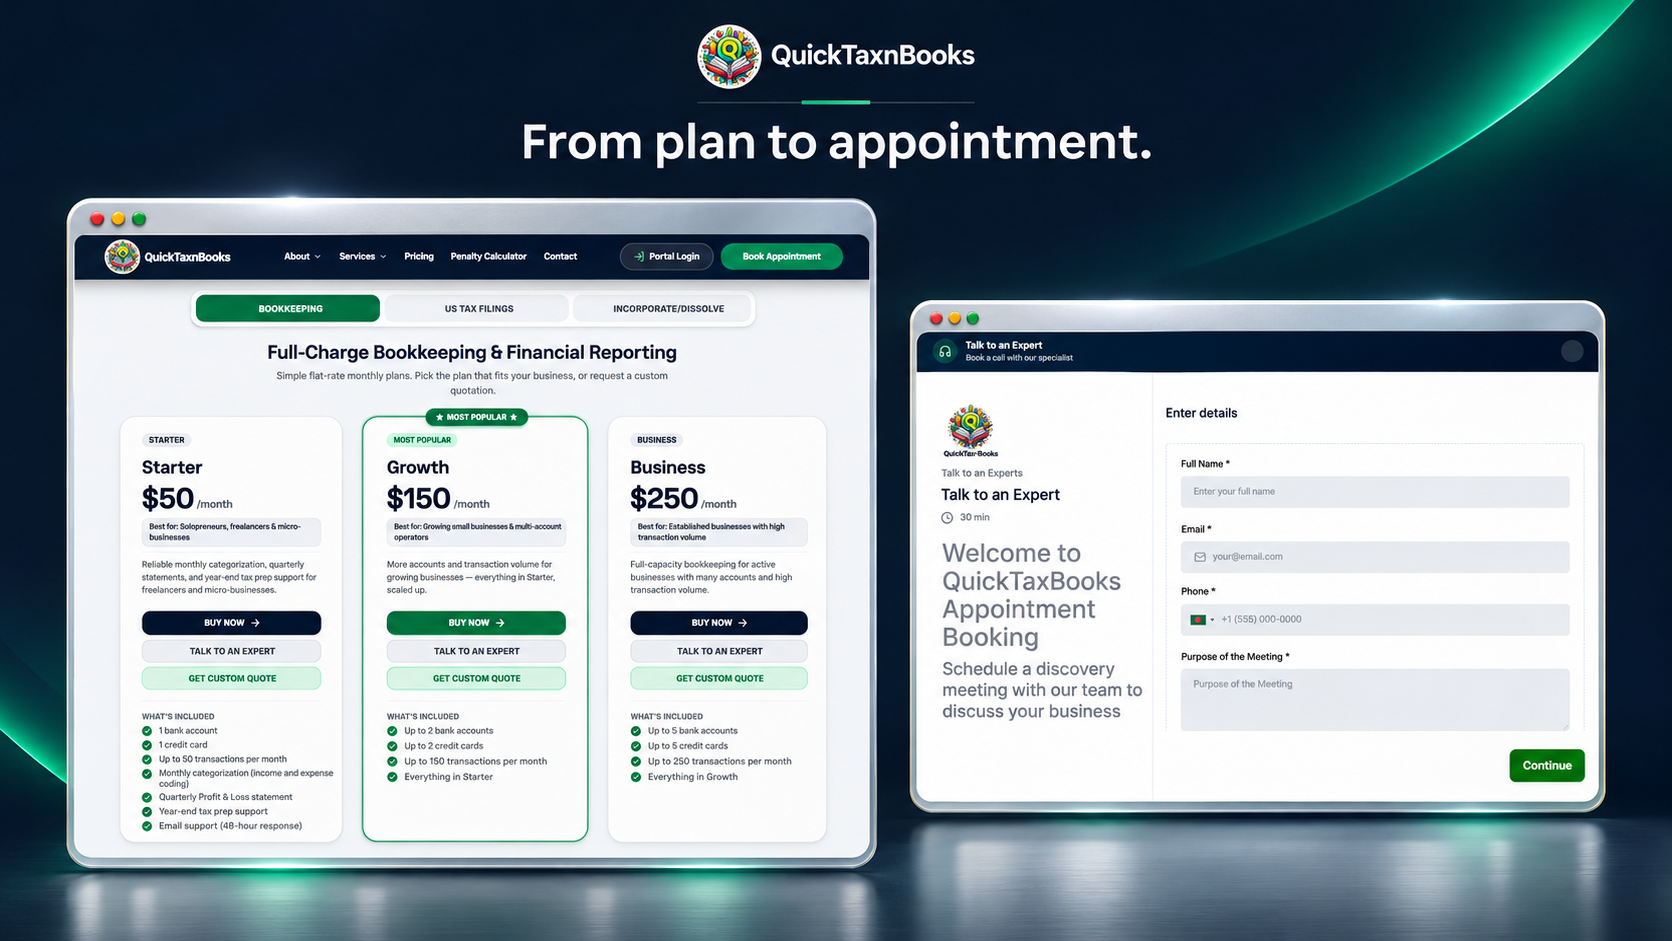 QuickTaxnBooks
From plan to appointment.
QuickTaxnBooks
About
Services
Pricing
Penalty Calculator
Contact
Portal Login
Book Appointment
BOOKKEEPING
US TAX FILINGS
INCORPORATE/DISSOLVE
Full-Charge Bookkeeping & Financial Reporting
Simple flat-rate monthly plans. Pick the plan that fits your business, or request a custom
quotation.
STARTER
Starter
$50 /month
Best for: Solopreneurs, freelancers & micro-
businesses
Reliable monthly categorization, quarterly
statements, and year-end tax prep support for
freelancers and micro-businesses.
BUY NOW →
TALK TO AN EXPERT
GET CUSTOM QUOTE
WHAT'S INCLUDED
1 bank account
1 credit card
Up to 50 transactions per month
Monthly categorization (income and expense
coding)
Quarterly Profit & Loss statement
Year-end tax prep support
Email support (48-hour response)
★ MOST POPULAR ★
MOST POPULAR
Growth
$150 /month
Best for: Growing small businesses & multi-account
operators
More accounts and transaction volume for
growing businesses — everything in Starter,
scaled up.
BUY NOW →
TALK TO AN EXPERT
GET CUSTOM QUOTE
WHAT'S INCLUDED
Up to 2 bank accounts
Up to 2 credit cards
Up to 150 transactions per month
Everything in Starter
BUSINESS
Business
$250 /month
Best for: Eatablished businesses with high
transaction volume
Full-capacity bookkeeping for active
businesses with many accounts and high
transaction volume.
BUY NOW →
TALK TO AN EXPERT
GET CUSTOM QUOTE
WHAT'S INCLUDED
Up to 5 bank accounts
Up to 5 credit cards
Up to 250 transactions per month
Everything in Growth
Talk to an Expert
Book a call with our specialist
Talk to an Experts
Talk to an Expert
30 min
Welcome to
QuickTaxBooks
Appointment
Booking
Schedule a discovery
meeting with our team to
discuss your business
Enter details
Full Name *
Enter your full name
Email *
your@email.com
Phone *
+1 (555) 000-0000
Purpose of the Meeting *
Purpose of the Meeting
Continue